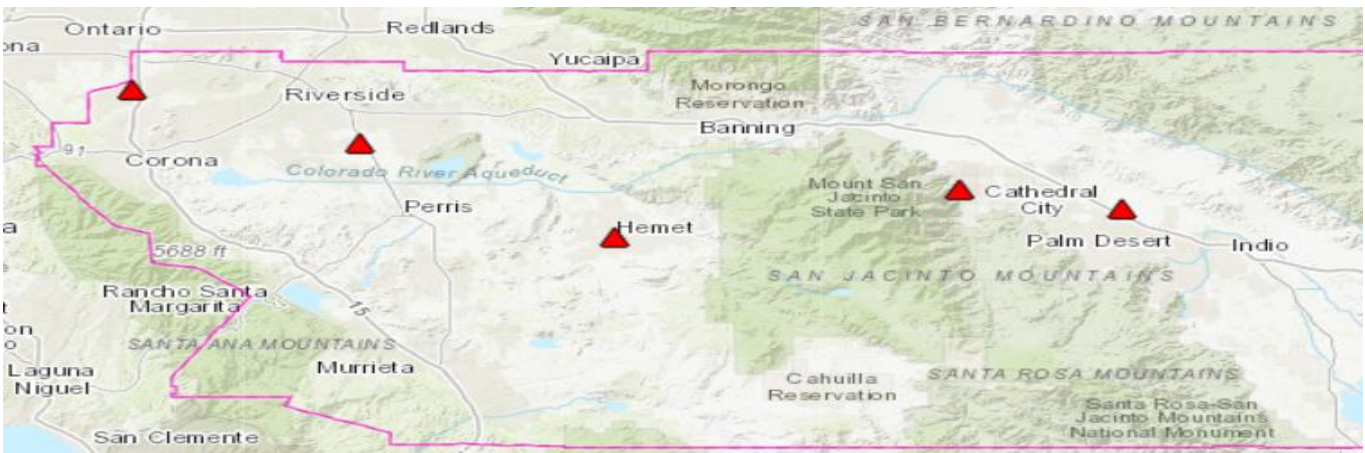 SAN BERNARDINO MOUNTAINS
Ontario
Redlands
ona
Yucaipa
Riverside
Morongo
Reservation
Banning
91
Corona
Colorado River Aqueduct
Mount San
Jacinto
State Park
Cathedral
City
Perris
a
Hemet
Palm Desert
Indio
5688 ft
SAN JACINTO MOUNTAINS
Rancho Santa
Margarita
15
t
on
o
SANTA ANA MOUNTAINS
Laguna
Niguel
Murrieta
Cahuilla
Reservation
SANTA ROSA MOUNTAINS
Santa Rosa-San
Jacinto Mountains
National Monument
San Clemente